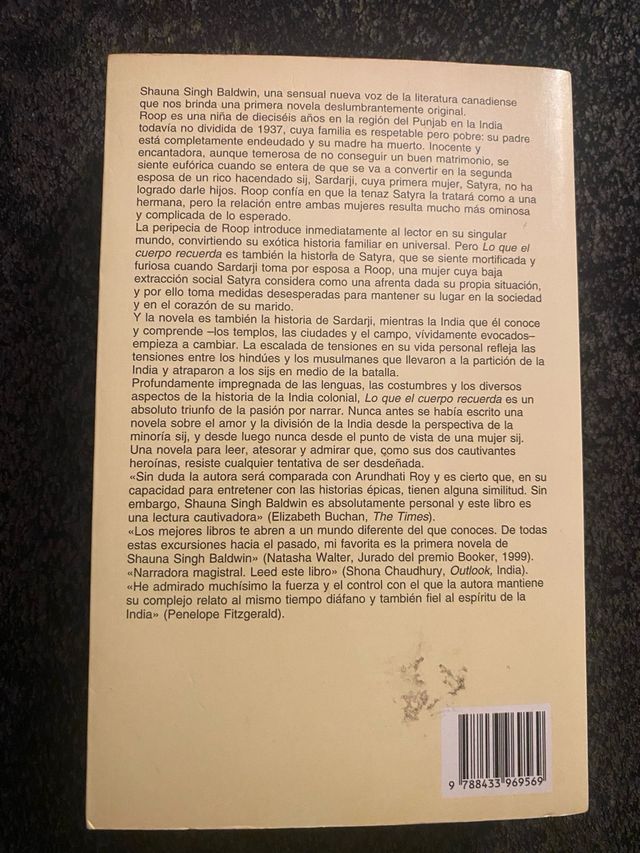 Shauna Singh Baldwin, una sensual nueva voz de la literatura canadiense
que nos brinda una primera novela deslumbrantemente original.
Roop es una niña de dieciséis años en la región del Punjab en la India
todavía no dividida de 1937, cuya familia es respetable pero pobre: su padre
está completamente endeudado y su madre ha muerto. Inocente y
encantadora, aunque temerosa de no conseguir un buen matrimonio, se
siente eufórica cuando se entera de que se va a convertir en la segunda
esposa de un rico hacendado sij, Sardarji, cuya primera mujer, Satyra, no ha
logrado darle hijos. Roop confía en que la tenaz Satyra la tratará como a una
hermana, pero la relación entre ambas mujeres resulta mucho más ominosa
y complicada de lo esperado.
La peripecia de Roop introduce inmediatamente al lector en su singular
mundo, convirtiendo su exótica historia familiar en universal. Pero Lo que el
cuerpo recuerda es también la historia de Satyra, que se siente mortificada y
furiosa cuando Sardarji toma por esposa a Roop, una mujer cuya baja
extracción social Satyra considera como una afrenta dada su propia situación,
y por ello toma medidas desesperadas para mantener su lugar en la sociedad
y en el corazón de su marido.
Y la novela es también la historia de Sardarji, mientras la India que él conoce
y comprende –los templos, las ciudades y el campo, vívidamente evocados–
empieza a cambiar. La escalada de tensiones en su vida personal refleja las
tensiones entre los hindúes y los musulmanes que llevaron a la partición de la
India y atraparon a los sijs en medio de la batalla.
Profundamente impregnada de las lenguas, las costumbres y los diversos
aspectos de la historia de la India colonial, Lo que el cuerpo recuerda es un
absoluto triunfo de la pasión por narrar. Nunca antes se había escrito una
novela sobre el amor y la división de la India desde la perspectiva de la
minoría sij, y desde luego nunca desde el punto de vista de una mujer sij.
Una novela para leer, atesorar y admirar que, como sus dos cautivantes
heroínas, resiste cualquier tentativa de ser desdeñada.
«Sin duda la autora será comparada con Arundhati Roy y es cierto que, en su
capacidad para entretener con las historias épicas, tienen alguna similitud. Sin
embargo, Shauna Singh Baldwin es absolutamente personal y este libro es
una lectura cautivadora» (Elizabeth Buchan, The Times).
«Los mejores libros te abren a un mundo diferente del que conoces. De todas
estas excursiones hacia el pasado, mi favorita es la primera novela de
Shauna Singh Baldwin» (Natasha Walter, Jurado del premio Booker, 1999).
«Narradora magistral. Leed este libro» (Shona Chaudhury, Outlook, India).
«He admirado muchísimo la fuerza y el control con el que la autora mantiene
su complejo relato al mismo tiempo diáfano y también fiel al espíritu de la
India» (Penelope Fitzgerald).
9 788433 969569